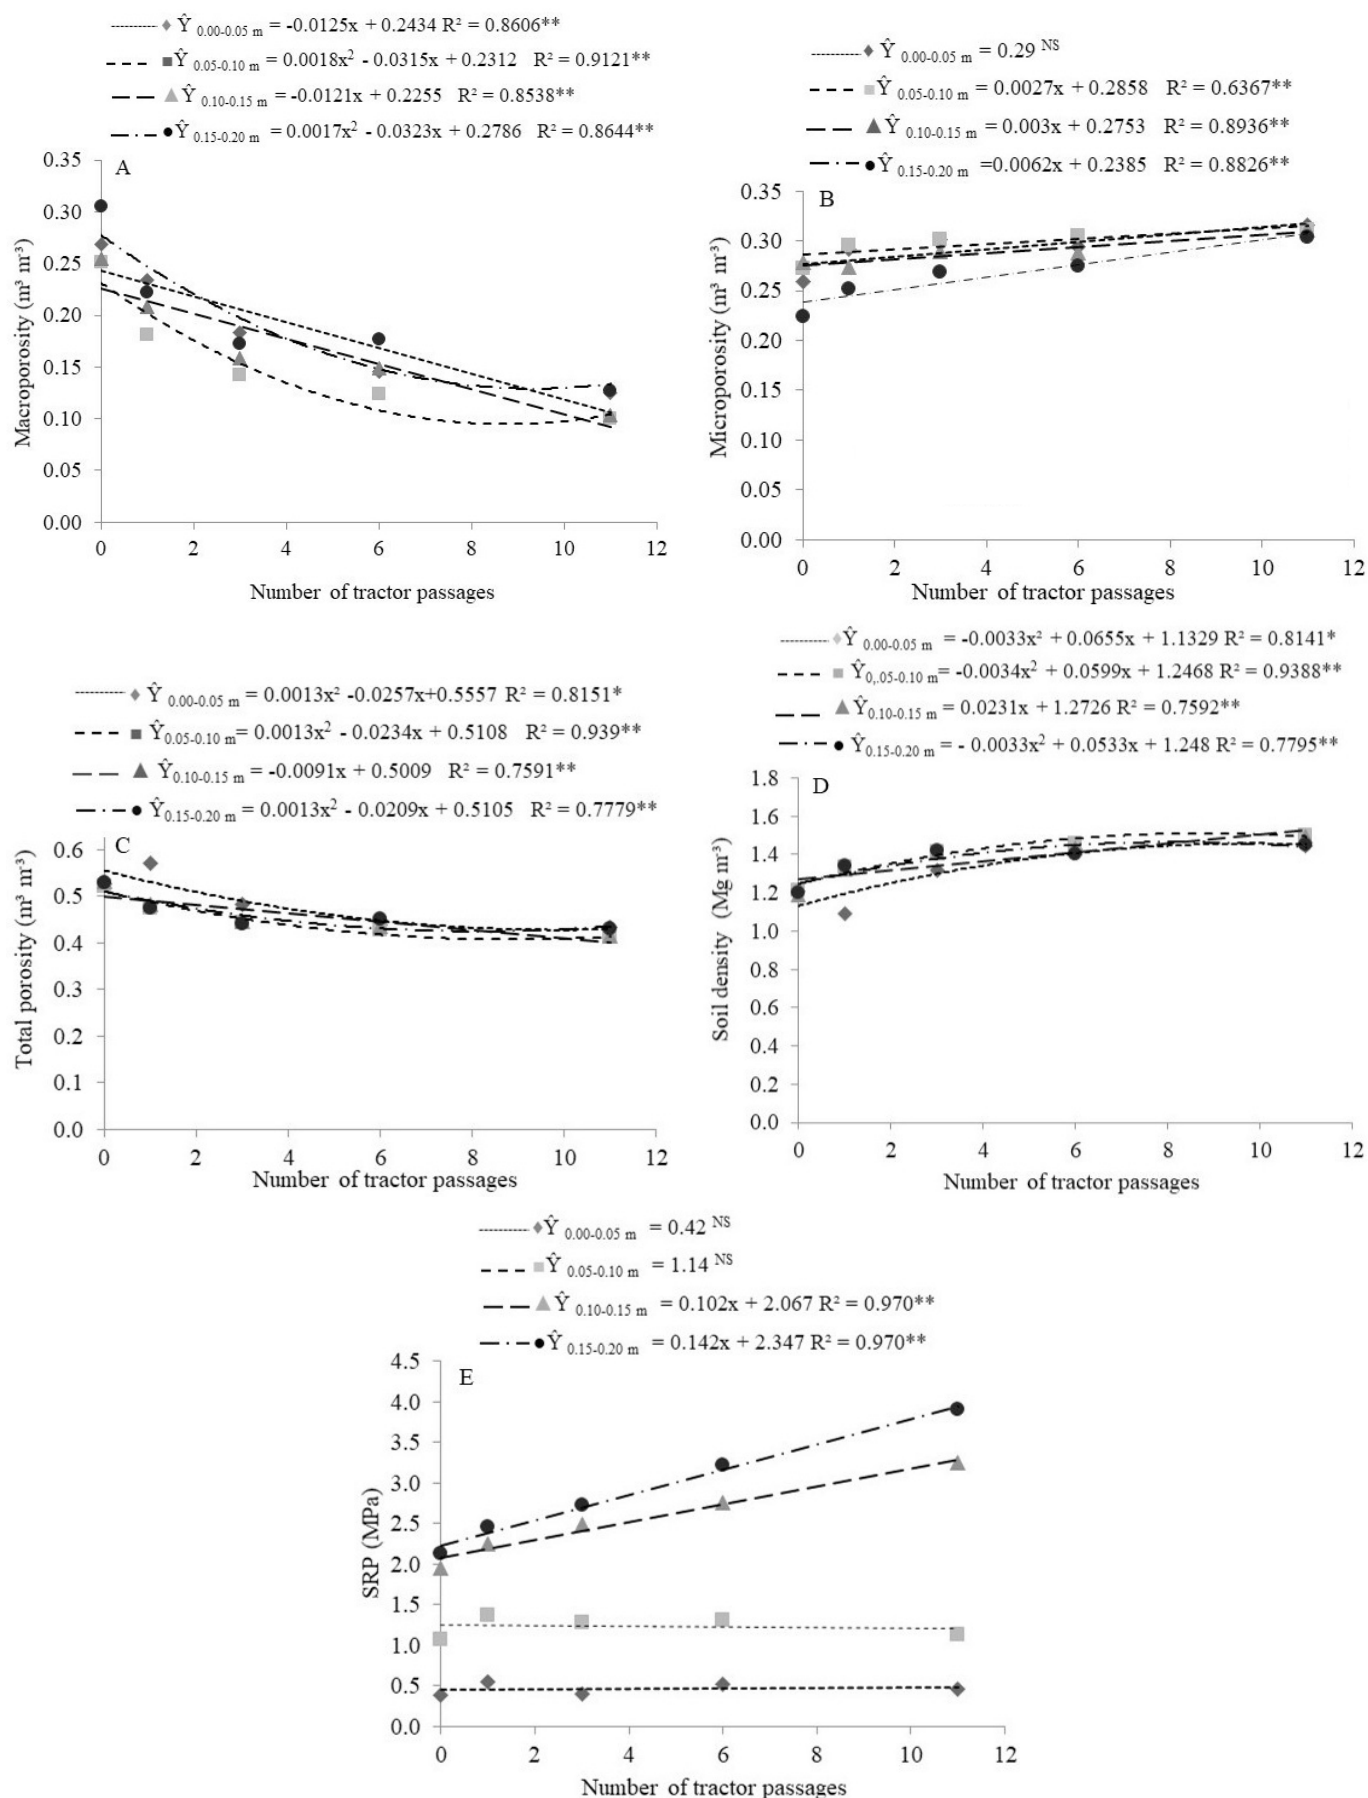 Ŷ 0.00-0.05 m = -0.0125x + 0.2434 R² = 0.8606**
Ŷ 0.05-0.10 m = 0.0018x² - 0.0315x + 0.2312 R² = 0.9121**
Ŷ 0.10-0.15 m = -0.0121x + 0.2255 R² = 0.8538**
Ŷ 0.15-0.20 m = 0.0017x² - 0.0323x + 0.2786 R² = 0.8644**
A
0.35
0.30
0.25
0.20
0.15
0.10
0.05
0.00
Macroporosity (m³ m⁻³)
0 2 4 6 8 10 12
Number of tractor passages
Ŷ 0.00-0.05 m = 0.29 NS
Ŷ 0.05-0.10 m = 0.0027x + 0.2858 R² = 0.6367**
Ŷ 0.10-0.15 m = 0.003x + 0.2753 R² = 0.8936**
Ŷ 0.15-0.20 m =0.0062x + 0.2385 R² = 0.8826**
B
0.35
0.30
0.25
0.20
0.15
0.10
0.05
0.00
Microporosity (m³ m⁻³)
0 2 4 6 8 10 12
Number of tractor passages
Ŷ 0.00-0.05 m = 0.0013x² -0.0257x+0.5557 R² = 0.8151*
Ŷ 0.05-0.10 m= 0.0013x² - 0.0234x + 0.5108 R² = 0.939**
Ŷ 0.10-0.15 m = -0.0091x + 0.5009 R² = 0.7591**
Ŷ 0.15-0.20 m = 0.0013x² - 0.0209x + 0.5105 R² = 0.7779**
C
0.6
0.5
0.4
0.3
0.2
0.1
0.0
Total porosity (m³ m⁻³)
0 2 4 6 8 10 12
Number of tractor passages
Ŷ 0.00-0.05 m = -0.0033x² + 0.0655x + 1.1329 R² = 0.8141*
Ŷ 0,.05-0.10 m= -0.0034x² + 0.0599x + 1.2468 R² = 0.9388**
Ŷ 0.10-0.15 m = 0.0231x + 1.2726 R² = 0.7592**
Ŷ 0.15-0.20 m = - 0.0033x² + 0.0533x + 1.248 R² = 0.7795**
D
1.8
1.6
1.4
1.2
1.0
0.8
0.6
0.4
0.2
0.0
Soil density (Mg m⁻³)
0 2 4 6 8 10 12
Number of tractor passages
Ŷ 0.00-0.05 m = 0.42 NS
Ŷ 0.05-0.10 m = 1.14 NS
Ŷ 0.10-0.15 m = 0.102x + 2.067 R² = 0.970**
Ŷ 0.15-0.20 m = 0.142x + 2.347 R² = 0.970**
E
4.5
4.0
3.5
3.0
2.5
2.0
1.5
1.0
0.5
0.0
SRP (MPa)
0 2 4 6 8 10 12
Number of tractor passages